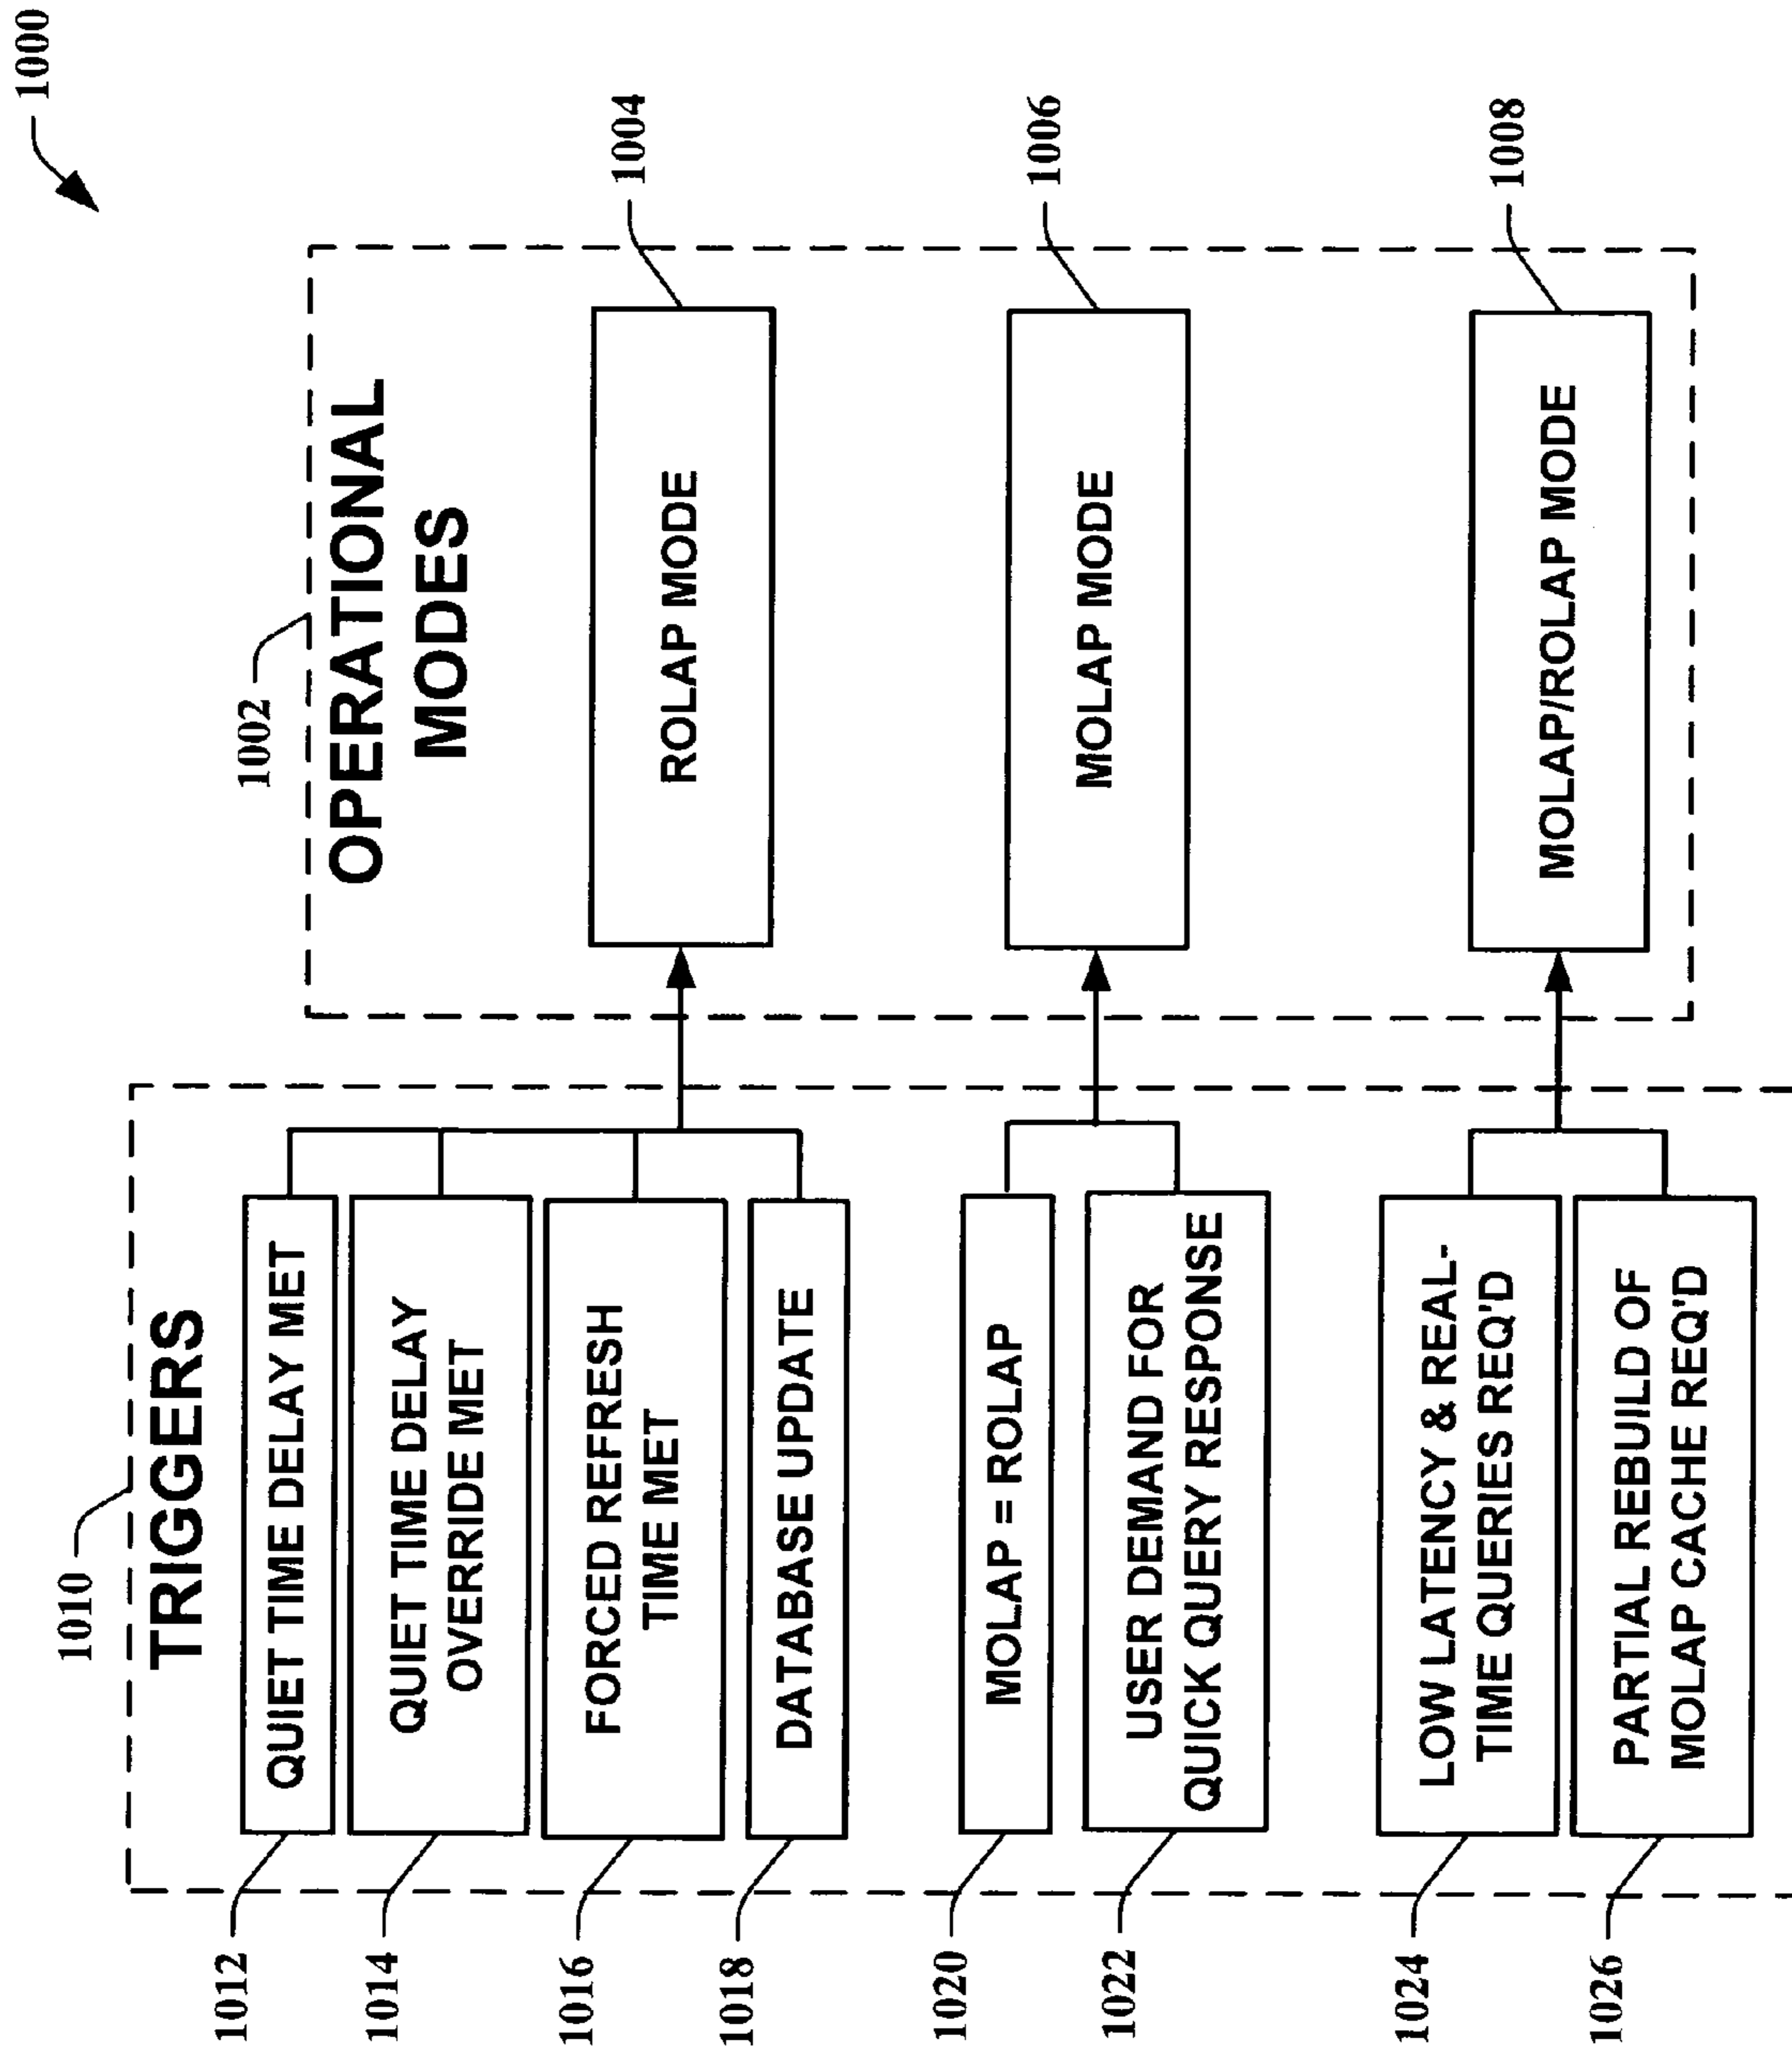 1000
1010
TRIGGERS
1012
QUIET TIME DELAY MET
1014
QUIET TIME DELAY
OVERRIDE MET
1016
FORCED REFRESH
TIME MET
1018
DATABASE UPDATE
1020
MOLAP = ROLAP
1022
USER DEMAND FOR
QUICK QUERY RESPONSE
1024
LOW LATENCY & REAL-
TIME QUERIES REQ'D
1026
PARTIAL REBUILD OF
MOLAP CACHE REQ'D
1002
OPERATIONAL
MODES
ROLAP MODE
1004
MOLAP MODE
1006
MOLAP/ROLAP MODE
1008